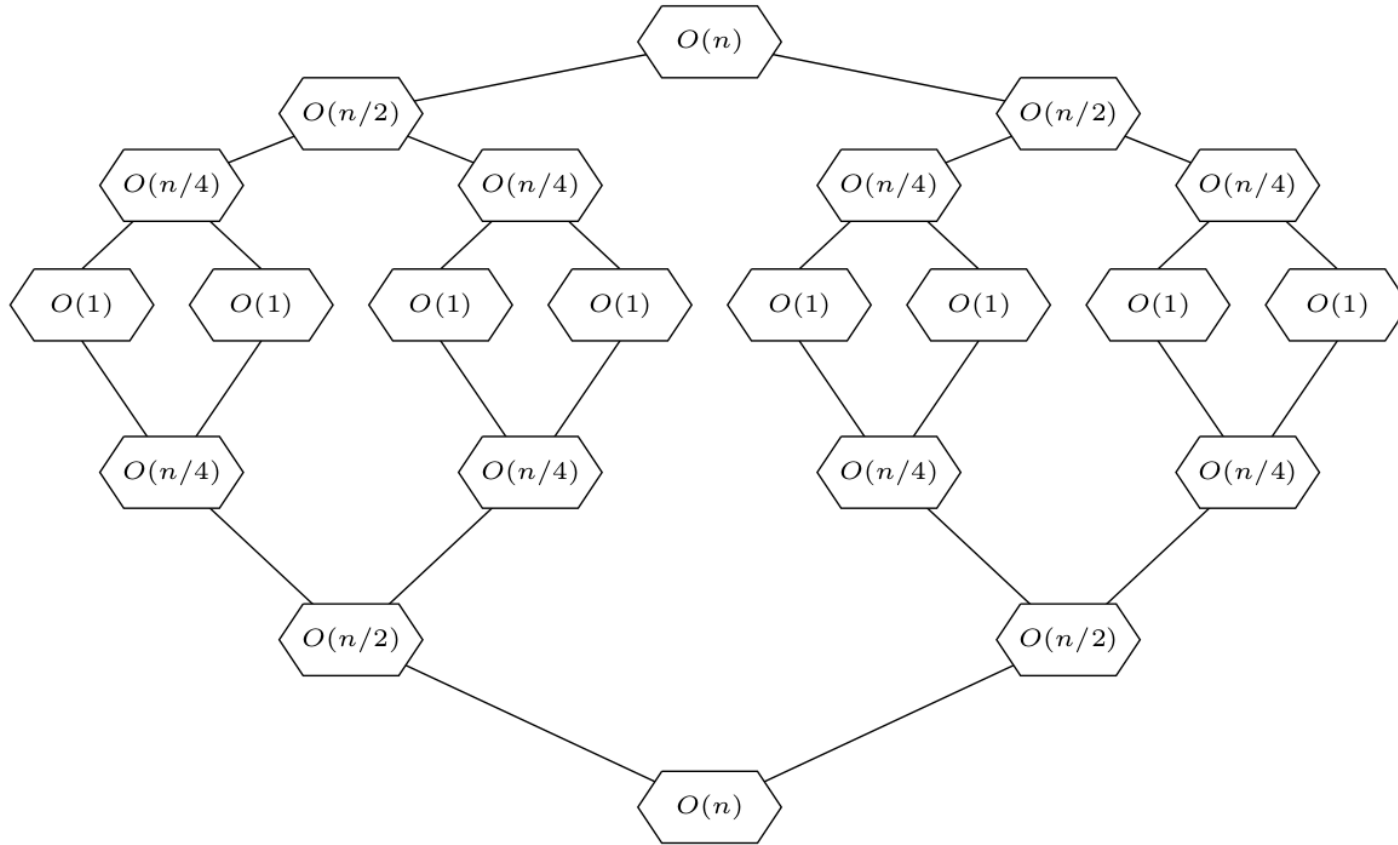 O(n)
O(n/2) O(n/2)
O(n/4) O(n/4) O(n/4) O(n/4)
O(1) O(1) O(1) O(1) O(1) O(1) O(1) O(1)
O(n/4) O(n/4) O(n/4) O(n/4)
O(n/2) O(n/2)
O(n)